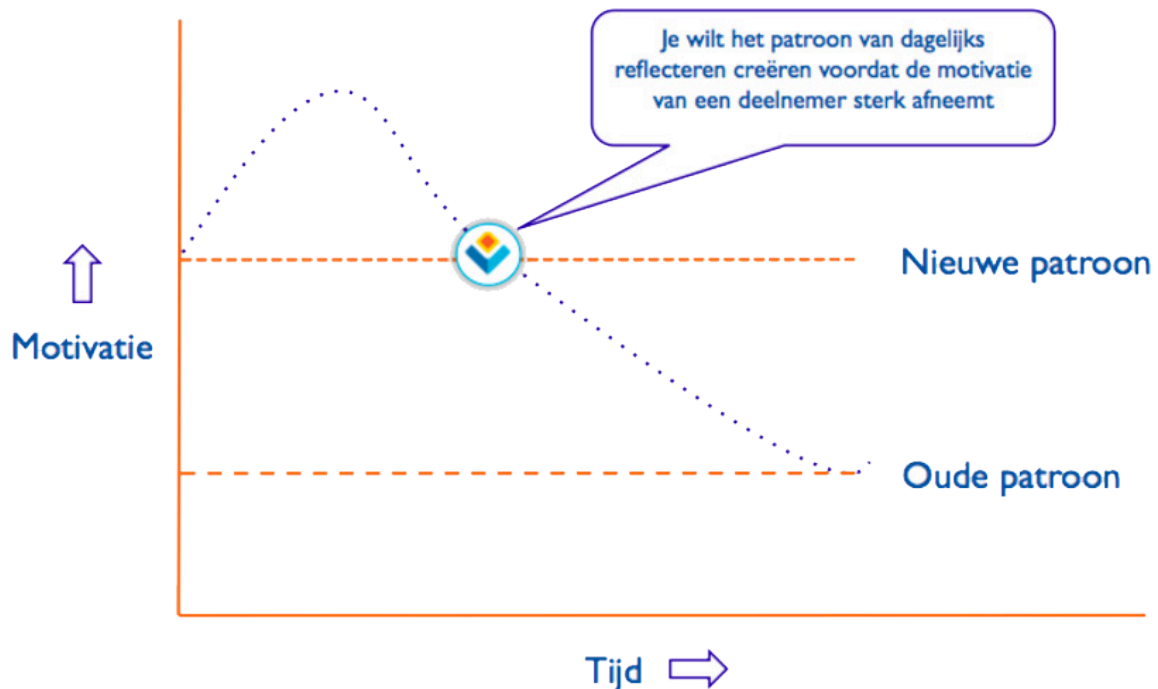 Je wilt het patroon van dagelijks
reflecteren creëren voordat de motivatie
van een deelnemer sterk afneemt
Nieuwe patroon
Motivatie
Oude patroon
Tijd